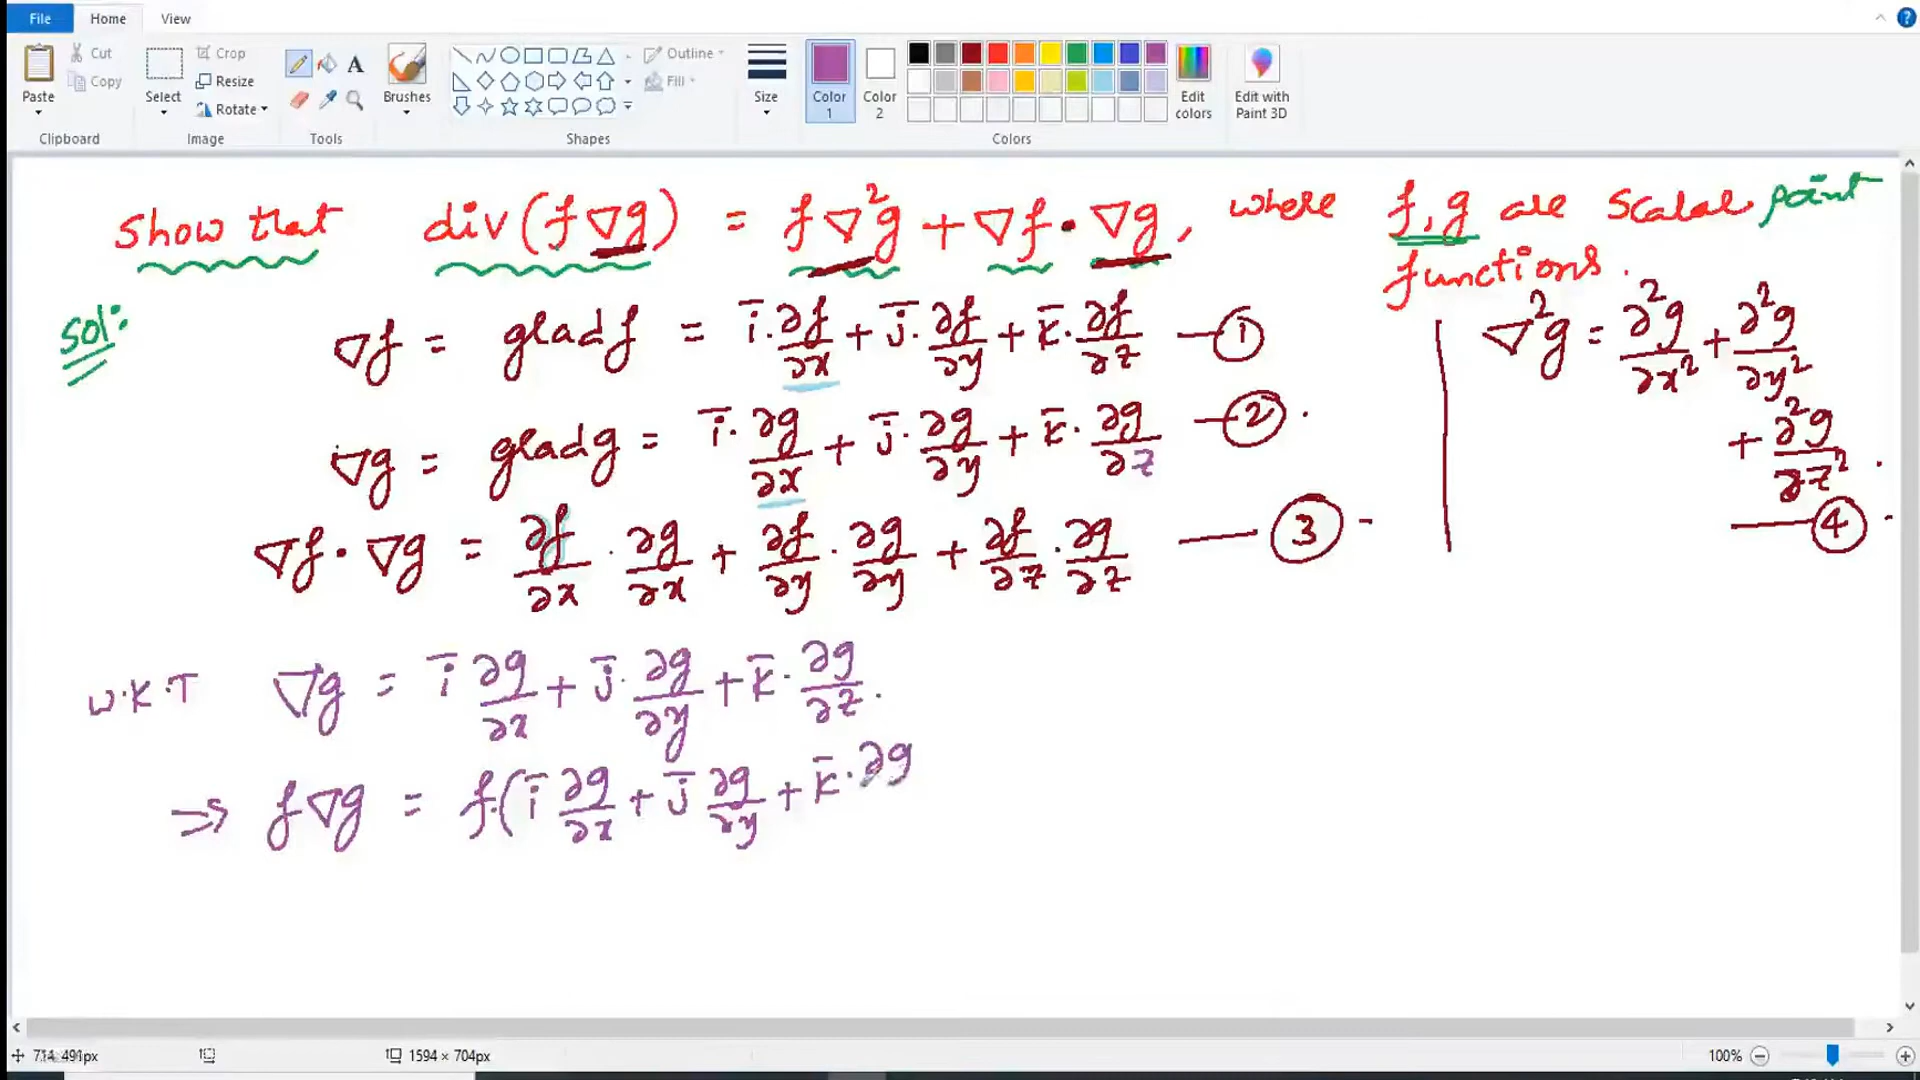 File Home View
Paste Cut Copy Clipboard
Select Crop Resize Rotate Image
Tools
Brushes
Outline Fill Shapes
Size
Color 1 Color 2
Edit colors Edit with Paint 3D
Colors
Show that div(f∇g) = f∇²g + ∇f·∇g, where f,g are scalar point
functions.
Sol:
∇f = grad f = i̅·∂f/∂x + j̅·∂f/∂y + k̅·∂f/∂z —①
∇g = grad g = i̅·∂g/∂x + j̅·∂g/∂y + k̅·∂g/∂z —②.
∇f·∇g = ∂f/∂x·∂g/∂x + ∂f/∂y·∂g/∂y + ∂f/∂z·∂g/∂z —③
∇²g = ∂²g/∂x² + ∂²g/∂y²
+ ∂²g/∂z².
—④.
W.K.T ∇g = i̅ ∂g/∂x + j̅·∂g/∂y + k̅·∂g/∂z.
⇒ f∇g = f·(i̅ ∂g/∂x + j̅ ∂g/∂y + k̅·∂g
714, 491px 1594 × 704px 100%